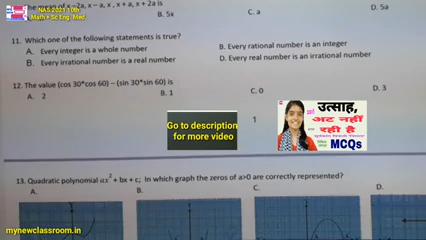 NAS 2021 10th
Math + Sc Eng. Med.
x - 2a, x - a, x, x + a, x + 2a is
B. 5x
C. a
D. 5a
11. Which one of the following statements is true?
A. Every integer is a whole number
B. Every rational number is an integer
B. Every irrational number is a real number
D. Every real number is an irrational number
12. The value (cos 30°cos 60) – (sin 30°sin 60) is
A. 2
B. 1
C. 0
D. 3
Go to description
for more video
1
उत्साह,
अट नहीं
रही है
MCQs
13. Quadratic polynomial ax² + bx + c; In which graph the zeros of a>0 are correctly represented?
A.
B.
C.
D.
mynewclassroom.in